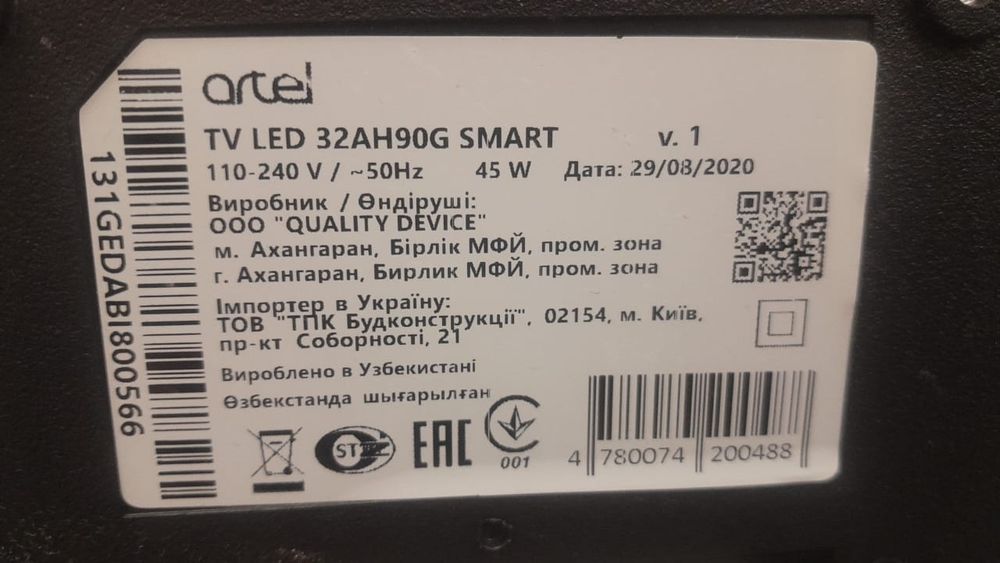 artel
TV LED 32AH90G SMART v. 1
110-240 V / ~50Hz 45 W Дата: 29/08/2020
Виробник / Өндіруші:
ООО "QUALITY DEVICE"
м. Ахангаран, Бірлік МФЙ, пром. зона
г. Ахангаран, Бирлик МФЙ, пром. зона
Імпортер в Україну:
ТОВ "ТПК Будконструкції", 02154, м. Київ,
пр-кт Соборності, 21
Вироблено в Узбекистані
Өзбекстанда шығарылған
EAC
001
4 780074 200488
131GEDABI800566